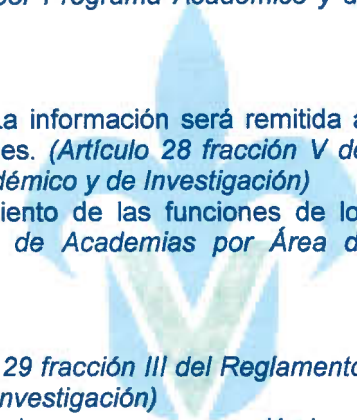 por Programa Académico y d
La información será remitida a
es. (Artículo 28 fracción V de
démico y de Investigación)
iento de las funciones de lo
de Academias por Área d
29 fracción III del Reglamento
nvestigación)